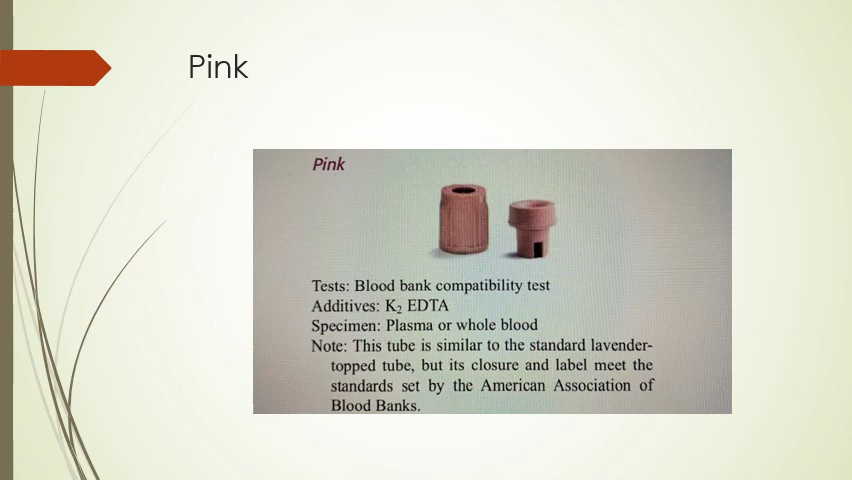 Pink
Pink
Tests: Blood bank compatibility test
Additives: K₂ EDTA
Specimen: Plasma or whole blood
Note: This tube is similar to the standard lavender-
topped tube, but its closure and label meet the
standards set by the American Association of
Blood Banks.